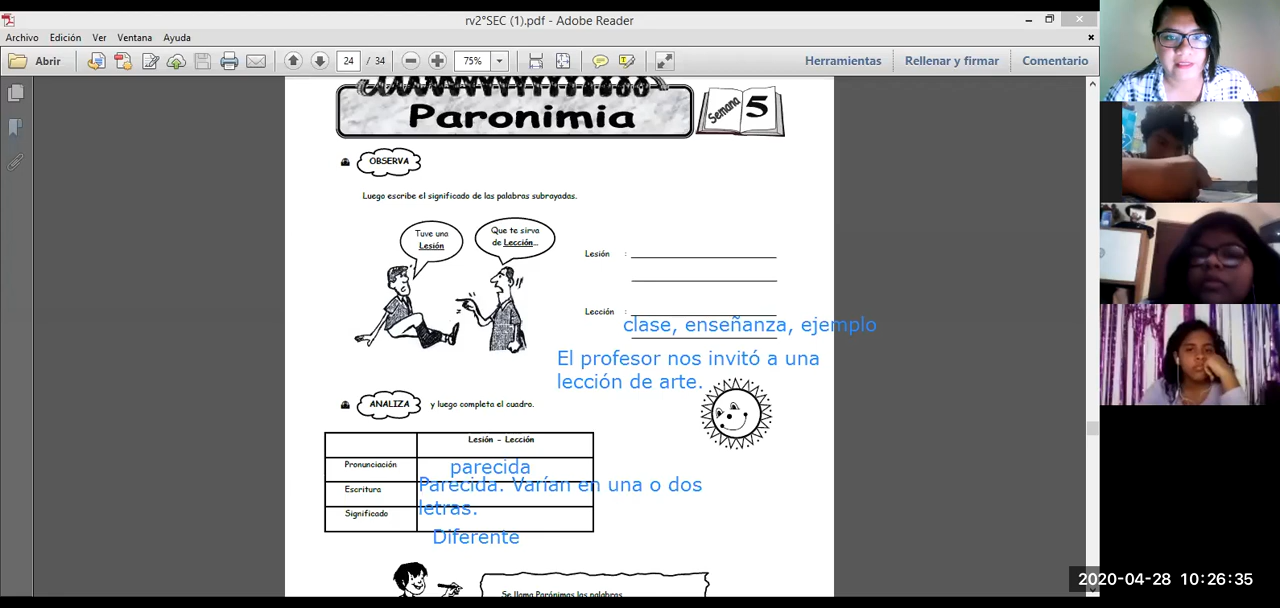 rv2°SEC (1).pdf - Adobe Reader
Archivo Edición Ver Ventana Ayuda
Abrir 24 / 34 75% Herramientas Rellenar y firmar Comentario
Paronimia
Semana 5
OBSERVA
Luego escribe el significado de las palabras subrayadas.
Tuve una
Lesión
Que te sirva
de Lección...
Lesión :
Lección :
clase, enseñanza, ejemplo
El profesor nos invitó a una
lección de arte.
ANALIZA y luego completa el cuadro.
Lesión - Lección
Pronunciación parecida
Escritura Parecida. Varían en una o dos
letras.
Significado
Diferente
Se llama Parónimas las palabras
2020-04-28 10:26:35